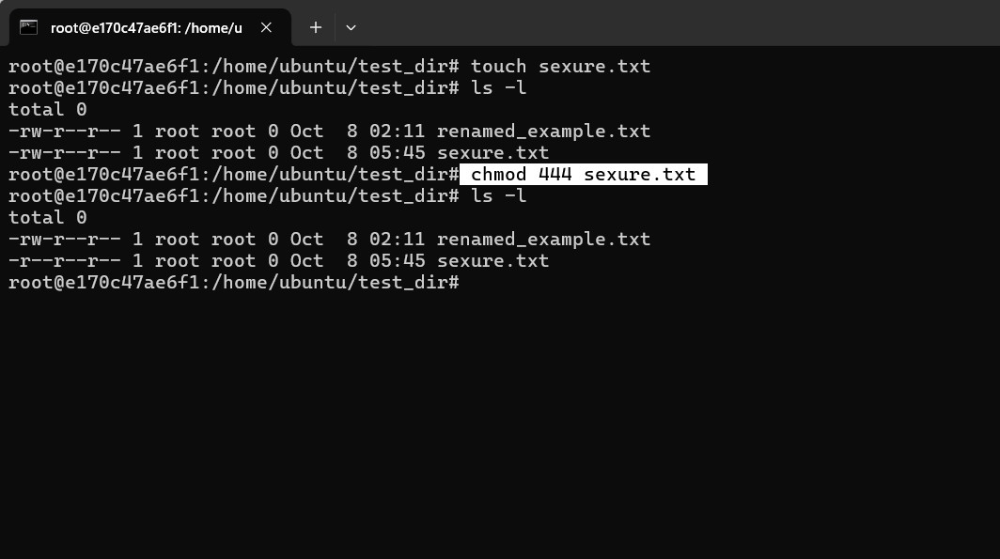 root@e170c47ae6f1: /home/u
root@e170c47ae6f1:/home/ubuntu/test_dir# touch sexure.txt
root@e170c47ae6f1:/home/ubuntu/test_dir# ls -l
total 0
-rw-r--r-- 1 root root 0 Oct  8 02:11 renamed_example.txt
-rw-r--r-- 1 root root 0 Oct  8 05:45 sexure.txt
root@e170c47ae6f1:/home/ubuntu/test_dir# chmod 444 sexure.txt
root@e170c47ae6f1:/home/ubuntu/test_dir# ls -l
total 0
-rw-r--r-- 1 root root 0 Oct  8 02:11 renamed_example.txt
-r--r--r-- 1 root root 0 Oct  8 05:45 sexure.txt
root@e170c47ae6f1:/home/ubuntu/test_dir#